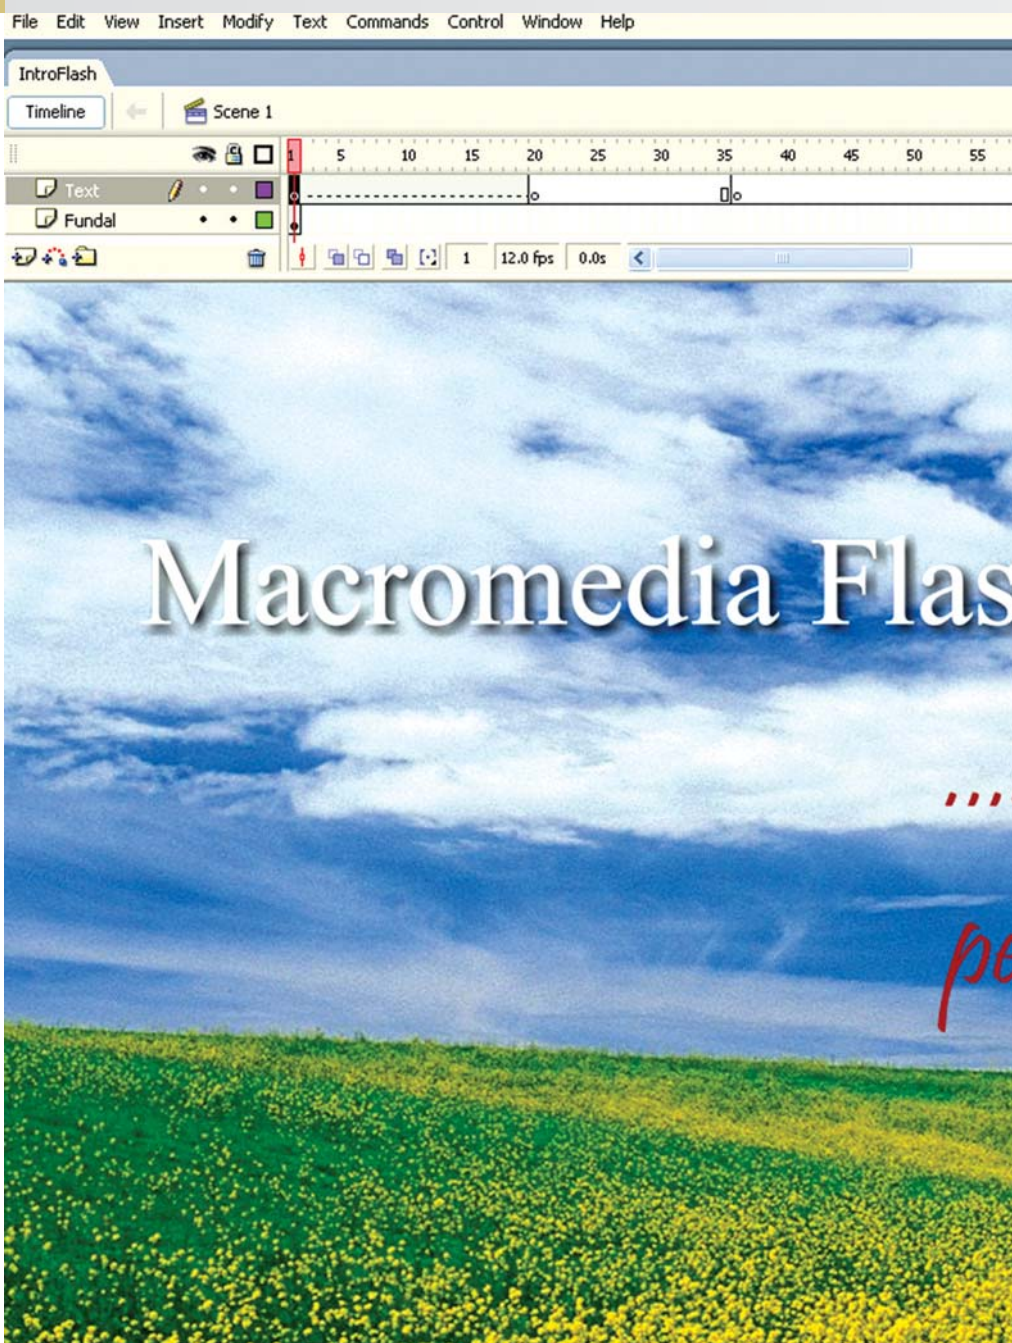 File Edit View Insert Modify Text Commands Control Window Help
IntroFlash
Timeline Scene 1
1 5 10 15 20 25 30 35 40 45 50 55
Text
Fundal
1 12.0 fps 0.0s
Macromedia Flas
...
pe